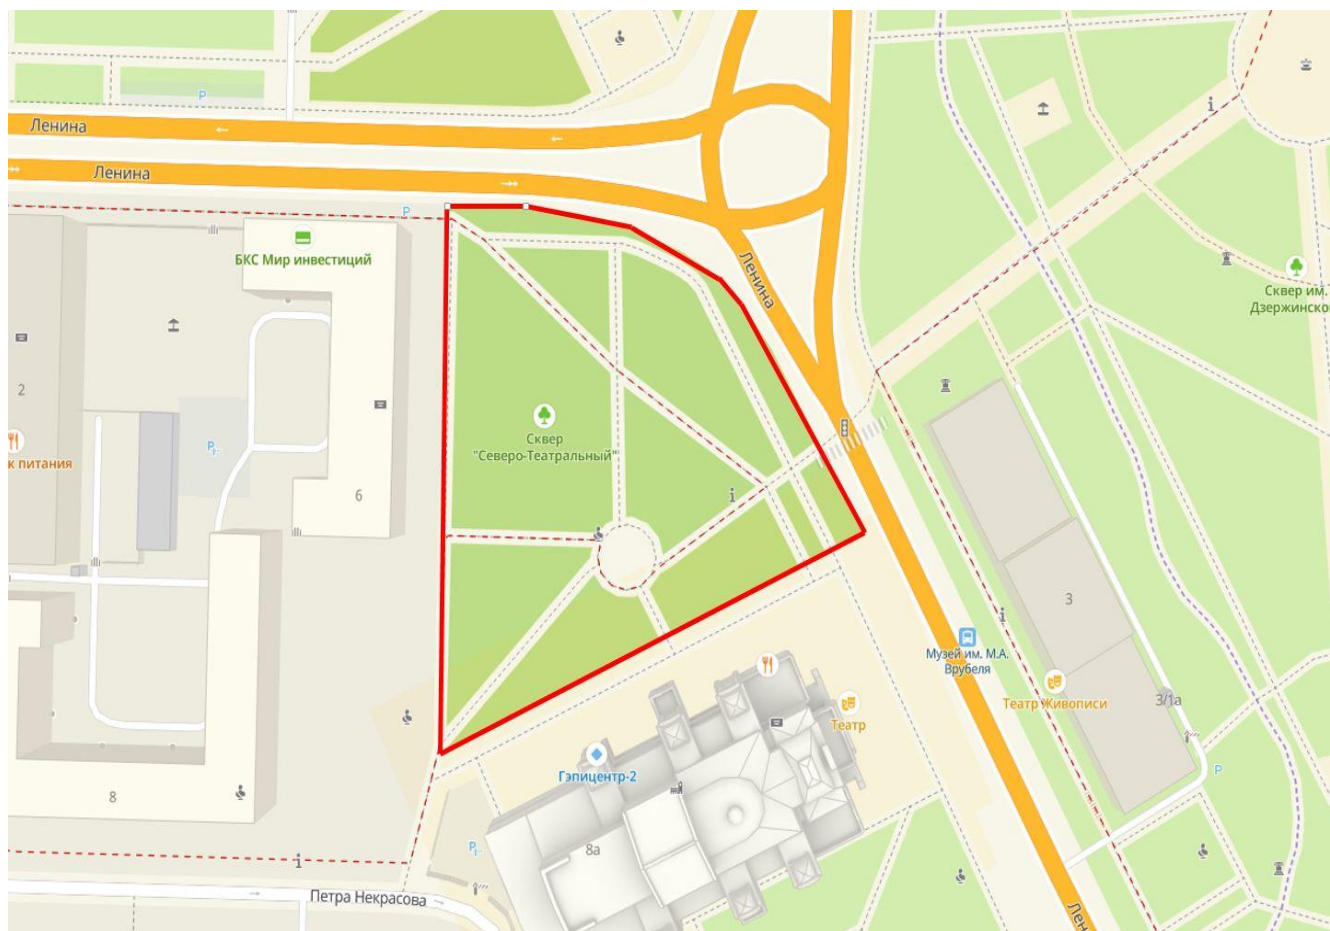 P
Ленина
Ленина
P
БКС Мир инвестиций
Ленина
i
Сквер им.
Дзержинско
2
к питания
P
Сквер
"Северо-Театральный"
6
i
3
i
Музей им. М.А.
Врубеля
Театр Живописи
3/1а
Театр
P
Гэпицентр-2
8
8а
P
i
Петра Некрасова
Лен